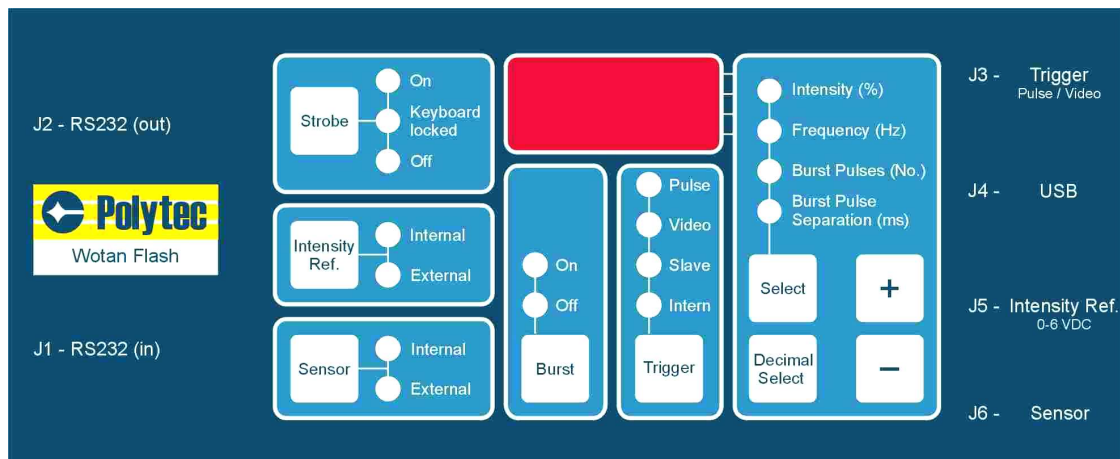 J2 - RS232 (out)
Polytec
Wotan Flash
J1 - RS232 (in)
Strobe
On
Keyboard
locked
Off
Intensity
Ref.
Internal
External
Sensor
Internal
External
On
Off
Burst
Pulse
Video
Slave
Intern
Trigger
Intensity (%)
Frequency (Hz)
Burst Pulses (No.)
Burst Pulse
Separation (ms)
Select
+
Decimal
Select
−
J3 - Trigger
Pulse / Video
J4 - USB
J5 - Intensity Ref.
0-6 VDC
J6 - Sensor